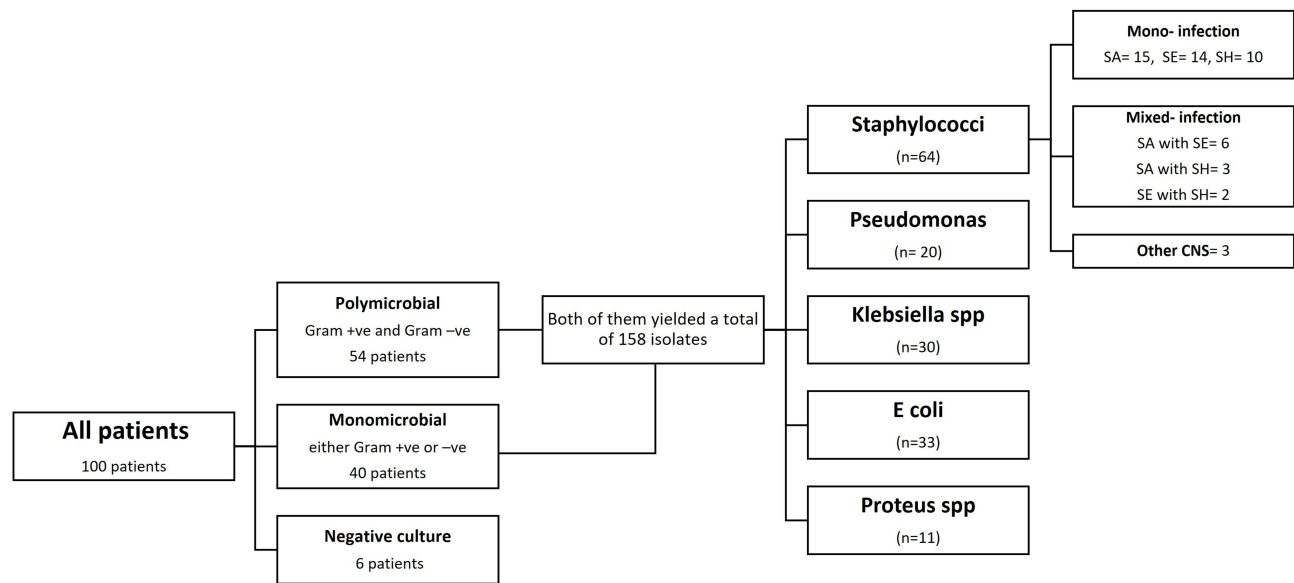 All patients
100 patients
Polymicrobial
Gram +ve and Gram –ve
54 patients
Monomicrobial
either Gram +ve or –ve
40 patients
Negative culture
6 patients
Both of them yielded a total
of 158 isolates
Staphylococci
(n=64)
Pseudomonas
(n= 20)
Klebsiella spp
(n=30)
E coli
(n=33)
Proteus spp
(n=11)
Mono- infection
SA= 15,  SE= 14, SH= 10
Mixed- infection
SA with SE= 6
SA with SH= 3
SE with SH= 2
Other CNS= 3